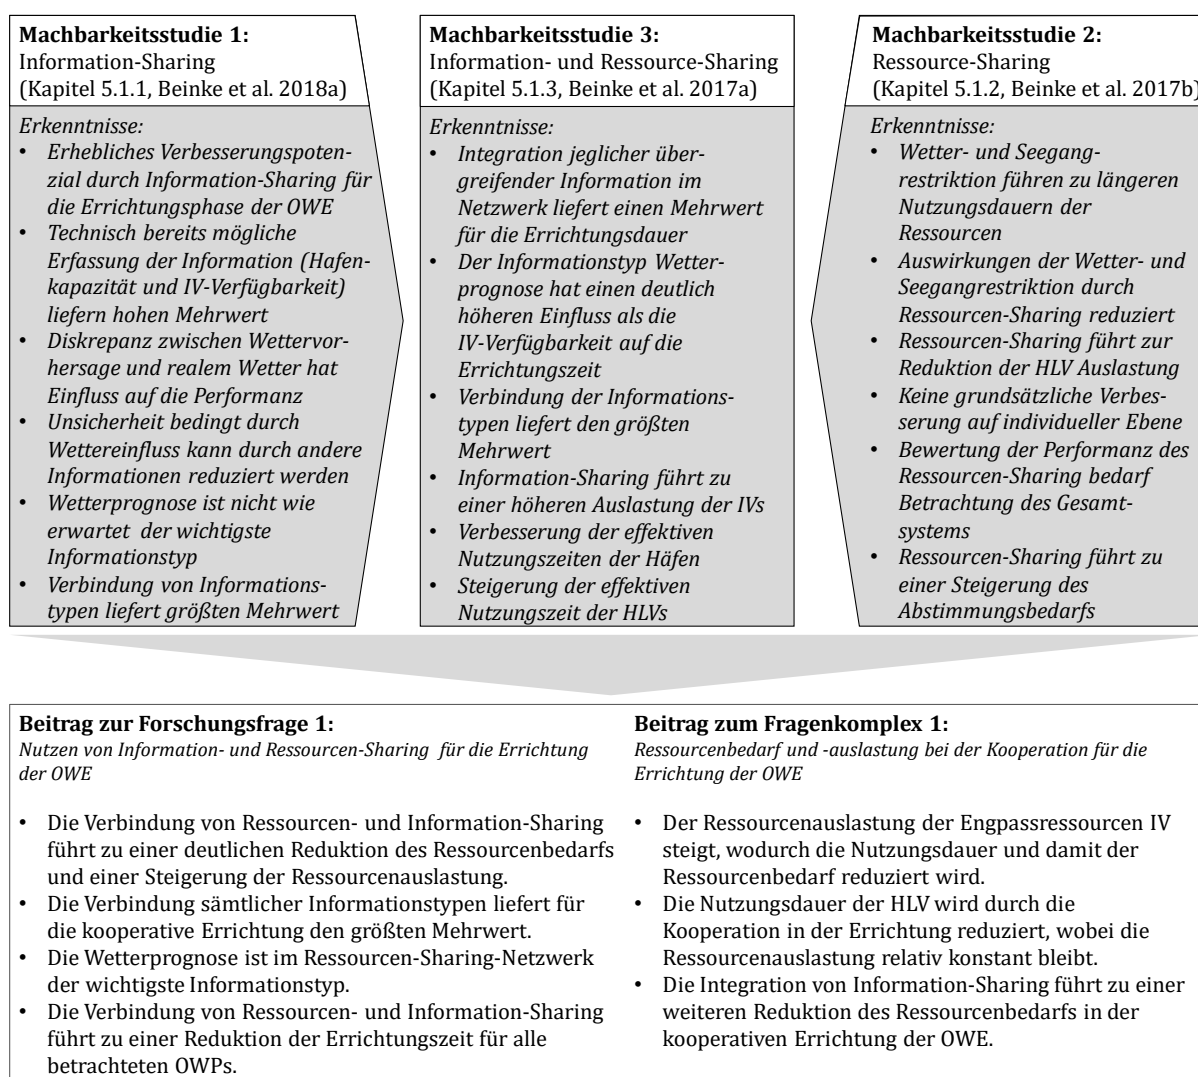 Machbarkeitsstudie 1:
Information-Sharing
(Kapitel 5.1.1, Beinke et al. 2018a)
Erkenntnisse:
• Erhebliches Verbesserungspoten-
zial durch Information-Sharing für
die Errichtungsphase der OWE
• Technisch bereits mögliche
Erfassung der Information (Hafen-
kapazität und IV-Verfügbarkeit)
liefern hohen Mehrwert
• Diskrepanz zwischen Wettervor-
hersage und realem Wetter hat
Einfluss auf die Performanz
• Unsicherheit bedingt durch
Wettereinfluss kann durch andere
Informationen reduziert werden
• Wetterprognose ist nicht wie
erwartet der wichtigste
Informationstyp
• Verbindung von Informations-
typen liefert größten Mehrwert
Machbarkeitsstudie 3:
Information- und Ressource-Sharing
(Kapitel 5.1.3, Beinke et al. 2017a)
Erkenntnisse:
• Integration jeglicher über-
greifender Information im
Netzwerk liefert einen Mehrwert
für die Errichtungsdauer
• Der Informationstyp Wetter-
prognose hat einen deutlich
höheren Einfluss als die
IV-Verfügbarkeit auf die
Errichtungszeit
• Verbindung der Informations-
typen liefert den größten
Mehrwert
• Information-Sharing führt zu
einer höheren Auslastung der IVs
• Verbesserung der effektiven
Nutzungszeiten der Häfen
• Steigerung der effektiven
Nutzungszeit der HLVs
Machbarkeitsstudie 2:
Ressource-Sharing
(Kapitel 5.1.2, Beinke et al. 2017b)
Erkenntnisse:
• Wetter- und Seegang-
restriktion führen zu längeren
Nutzungsdauern der
Ressourcen
• Auswirkungen der Wetter- und
Seegangrestriktion durch
Ressourcen-Sharing reduziert
• Ressourcen-Sharing führt zur
Reduktion der HLV Auslastung
• Keine grundsätzliche Verbes-
serung auf individueller Ebene
• Bewertung der Performanz des
Ressourcen-Sharing bedarf
Betrachtung des Gesamt-
systems
• Ressourcen-Sharing führt zu
einer Steigerung des
Abstimmungsbedarfs
Beitrag zur Forschungsfrage 1:
Nutzen von Information- und Ressourcen-Sharing für die Errichtung
der OWE
• Die Verbindung von Ressourcen- und Information-Sharing
führt zu einer deutlichen Reduktion des Ressourcenbedarfs
und einer Steigerung der Ressourcenauslastung.
• Die Verbindung sämtlicher Informationstypen liefert für
die kooperative Errichtung den größten Mehrwert.
• Die Wetterprognose ist im Ressourcen-Sharing-Netzwerk
der wichtigste Informationstyp.
• Die Verbindung von Ressourcen- und Information-Sharing
führt zu einer Reduktion der Errichtungszeit für alle
betrachteten OWPs.
Beitrag zum Fragenkomplex 1:
Ressourcenbedarf und -auslastung bei der Kooperation für die
Errichtung der OWE
• Der Ressourcenauslastung der Engpassressourcen IV
steigt, wodurch die Nutzungsdauer und damit der
Ressourcenbedarf reduziert wird.
• Die Nutzungsdauer der HLV wird durch die
Kooperation in der Errichtung reduziert, wobei die
Ressourcenauslastung relativ konstant bleibt.
• Die Integration von Information-Sharing führt zu einer
weiteren Reduktion des Ressourcenbedarfs in der
kooperativen Errichtung der OWE.